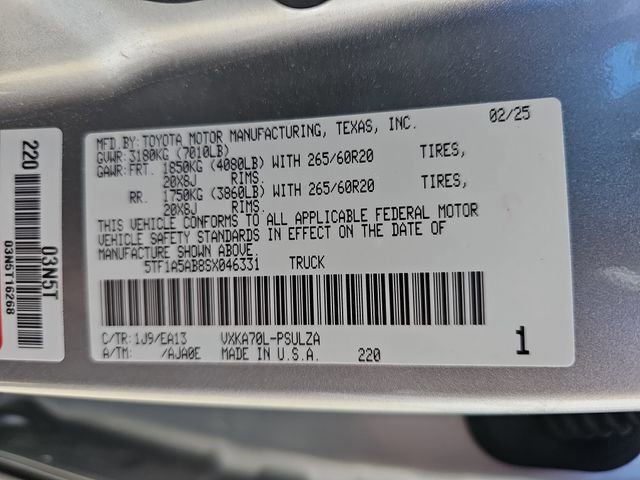 MFD.BY: TOYOTA MOTOR MANUFACTURING, TEXAS, INC. 02/25
GVWR: 3180KG (7010LB)
GAWR: FRT. 1850KG (4080LB) WITH 265/60R20 TIRES,
20X8J RIMS.
RR. 1750KG (3860LB) WITH 265/60R20 TIRES,
20X8J RIMS.
THIS VEHICLE CONFORMS TO ALL APPLICABLE FEDERAL MOTOR
VEHICLE SAFETY STANDARDS IN EFFECT ON THE DATE OF
MANUFACTURE SHOWN ABOVE.
5TF1A5AB8SX046331 TRUCK
C/TR: 1J9/EA13 VXKA70L-PSULZA
A/TM: /AJA0E MADE IN U.S.A. 220 1
220
03N5T
03N5T16268